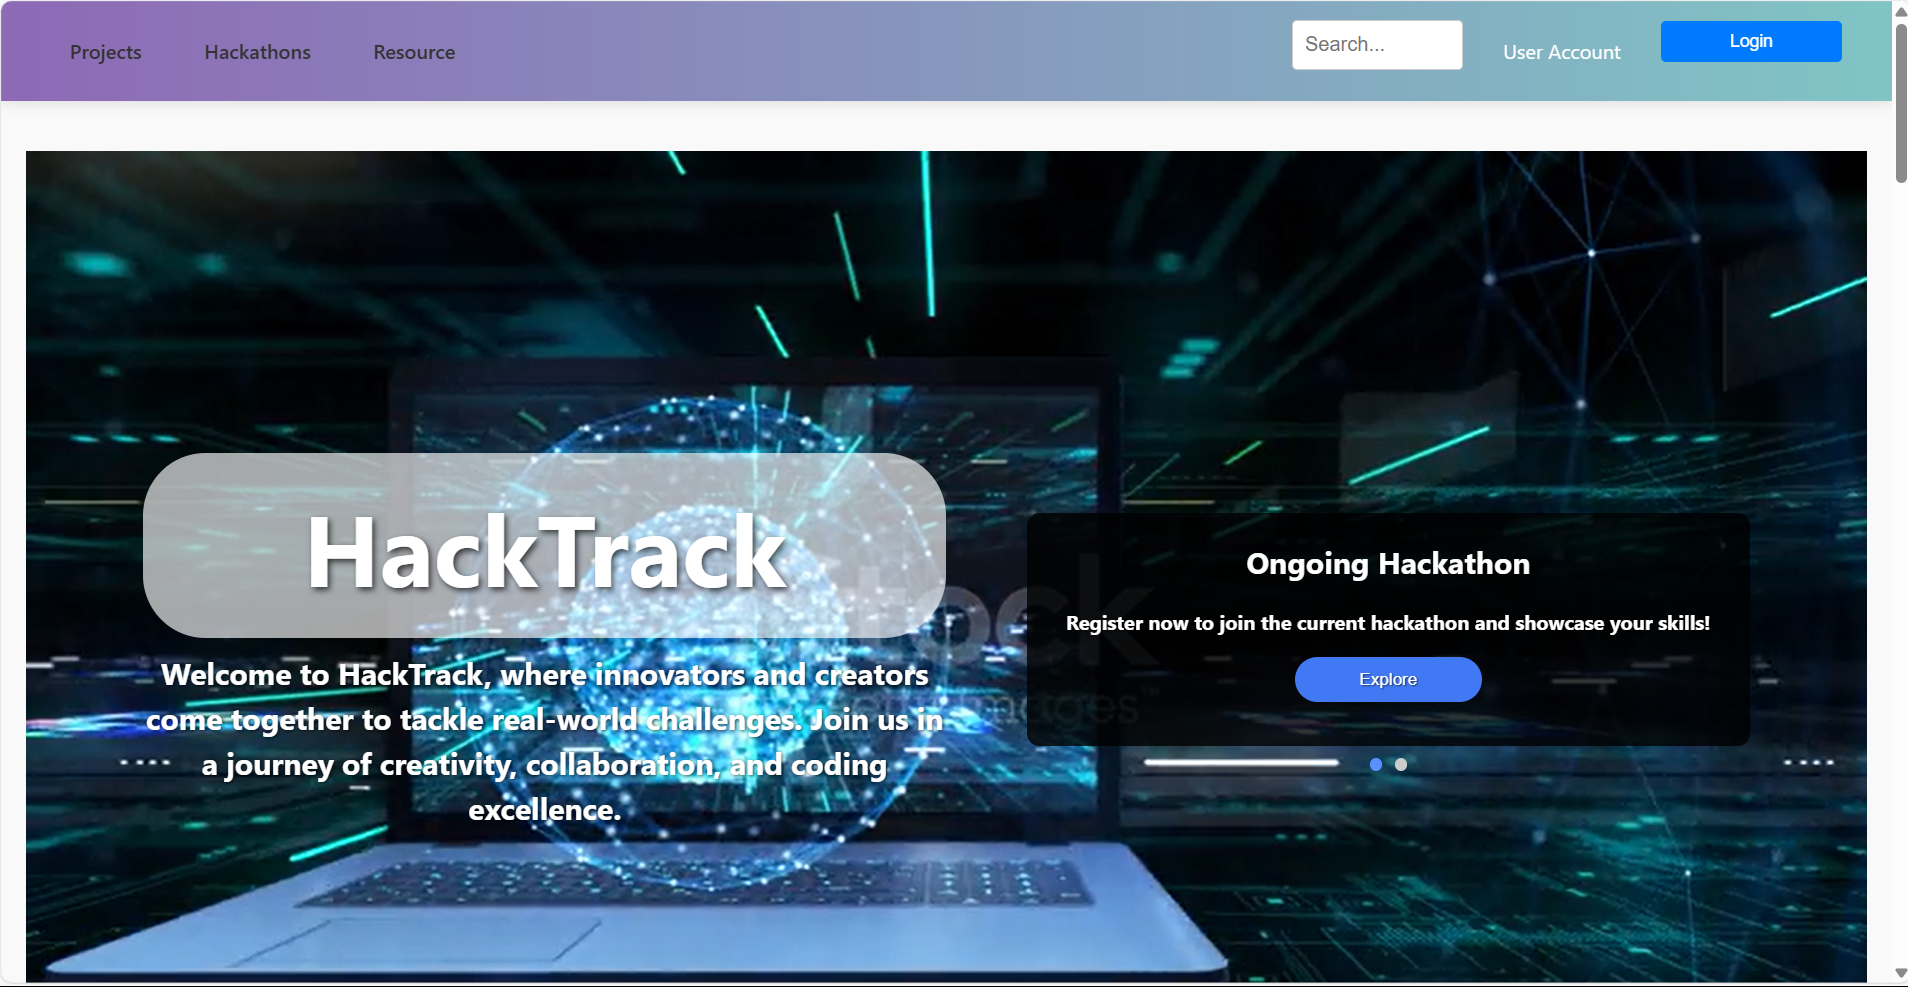 Projects Hackathons Resource Search... User Account Login
HackTrack
Welcome to HackTrack, where innovators and creators
come together to tackle real-world challenges. Join us in
a journey of creativity, collaboration, and coding
excellence.
Ongoing Hackathon
Register now to join the current hackathon and showcase your skills!
Explore
tock
mages™